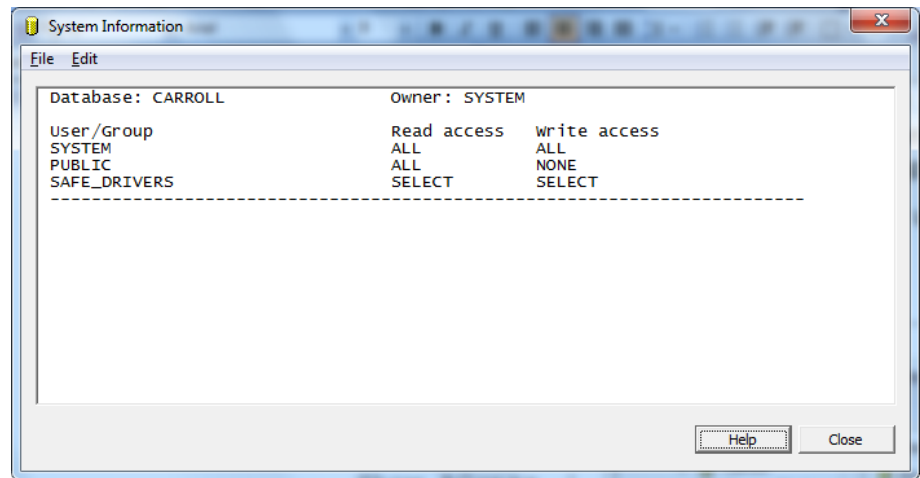 System Information
File Edit
Database: CARROLL Owner: SYSTEM
User/Group Read access Write access
SYSTEM ALL ALL
PUBLIC ALL NONE
SAFE_DRIVERS SELECT SELECT
--------------------------------------------------------------------------
Help Close